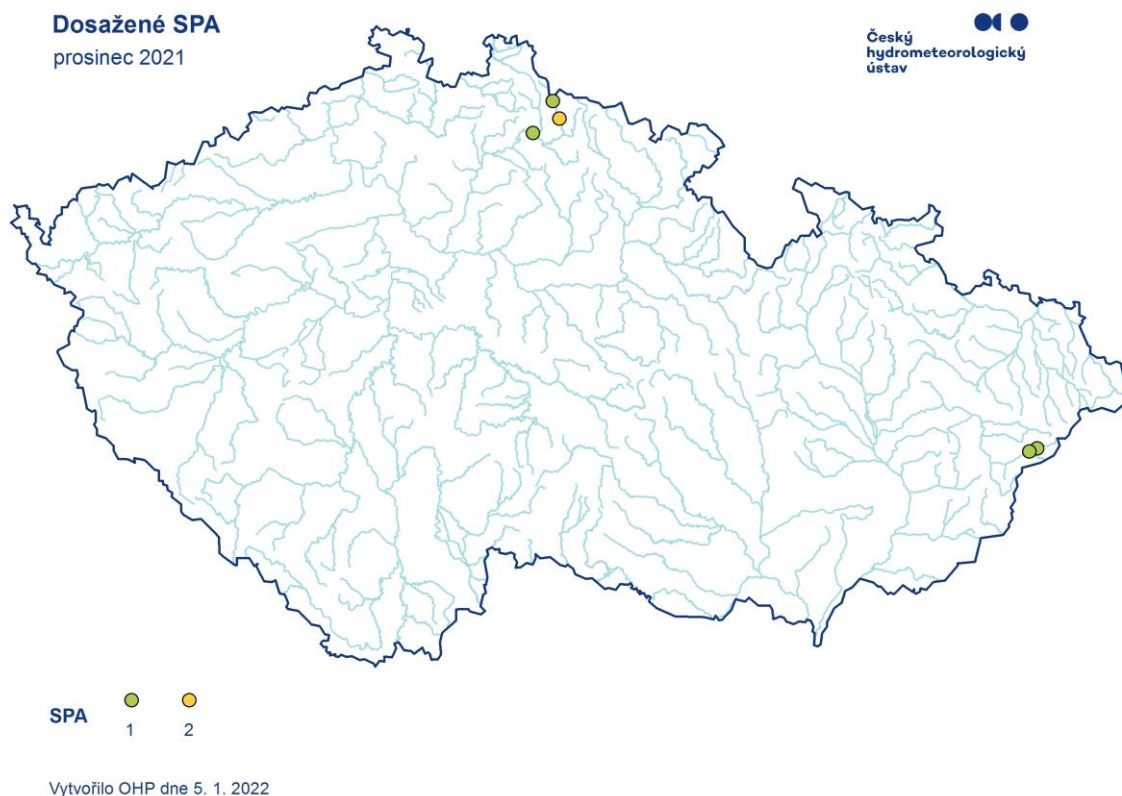 Dosažené SPA
prosinec 2021
Český
hydrometeorologický
ústav
SPA
1
2
Vytvořilo OHP dne 5. 1. 2022